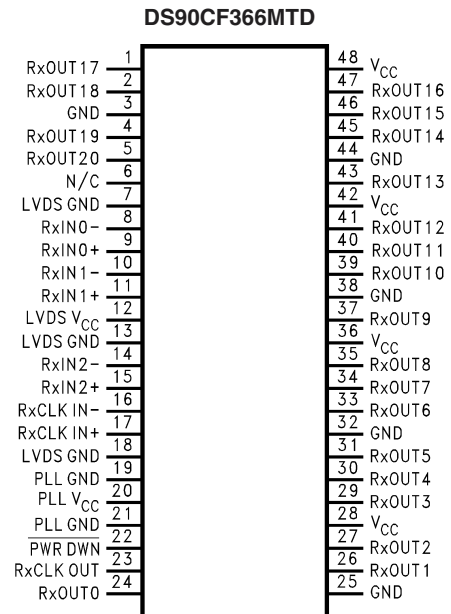 DS90CF366MTD
RxOUT17 1
RxOUT18 2
GND 3
RxOUT19 4
RxOUT20 5
N/C 6
LVDS GND 7
RxIN0- 8
RxIN0+ 9
RxIN1- 10
RxIN1+ 11
LVDS VCC 12
LVDS GND 13
RxIN2- 14
RxIN2+ 15
RxCLK IN- 16
RxCLK IN+ 17
LVDS GND 18
PLL GND 19
PLL VCC 20
PLL GND 21
PWR DWN 22
RxCLK OUT 23
RxOUT0 24
48 VCC
47 RxOUT16
46 RxOUT15
45 RxOUT14
44 GND
43 RxOUT13
42 VCC
41 RxOUT12
40 RxOUT11
39 RxOUT10
38 GND
37 RxOUT9
36 VCC
35 RxOUT8
34 RxOUT7
33 RxOUT6
32 GND
31 RxOUT5
30 RxOUT4
29 RxOUT3
28 VCC
27 RxOUT2
26 RxOUT1
25 GND